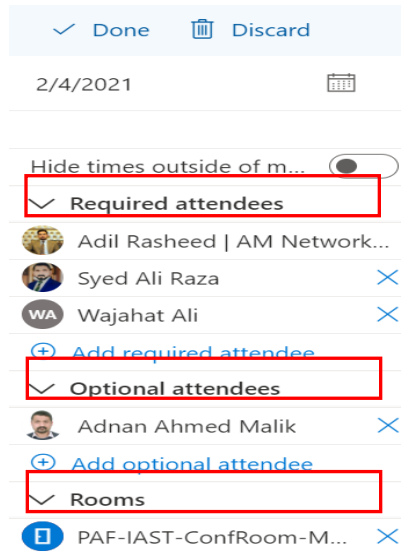 Done Discard
2/4/2021
Hide times outside of m...
Required attendees
Adil Rasheed | AM Network...
Syed Ali Raza
WA Wajahat Ali
Add required attendee
Optional attendees
Adnan Ahmed Malik
Add optional attendee
Rooms
PAF-IAST-ConfRoom-M...